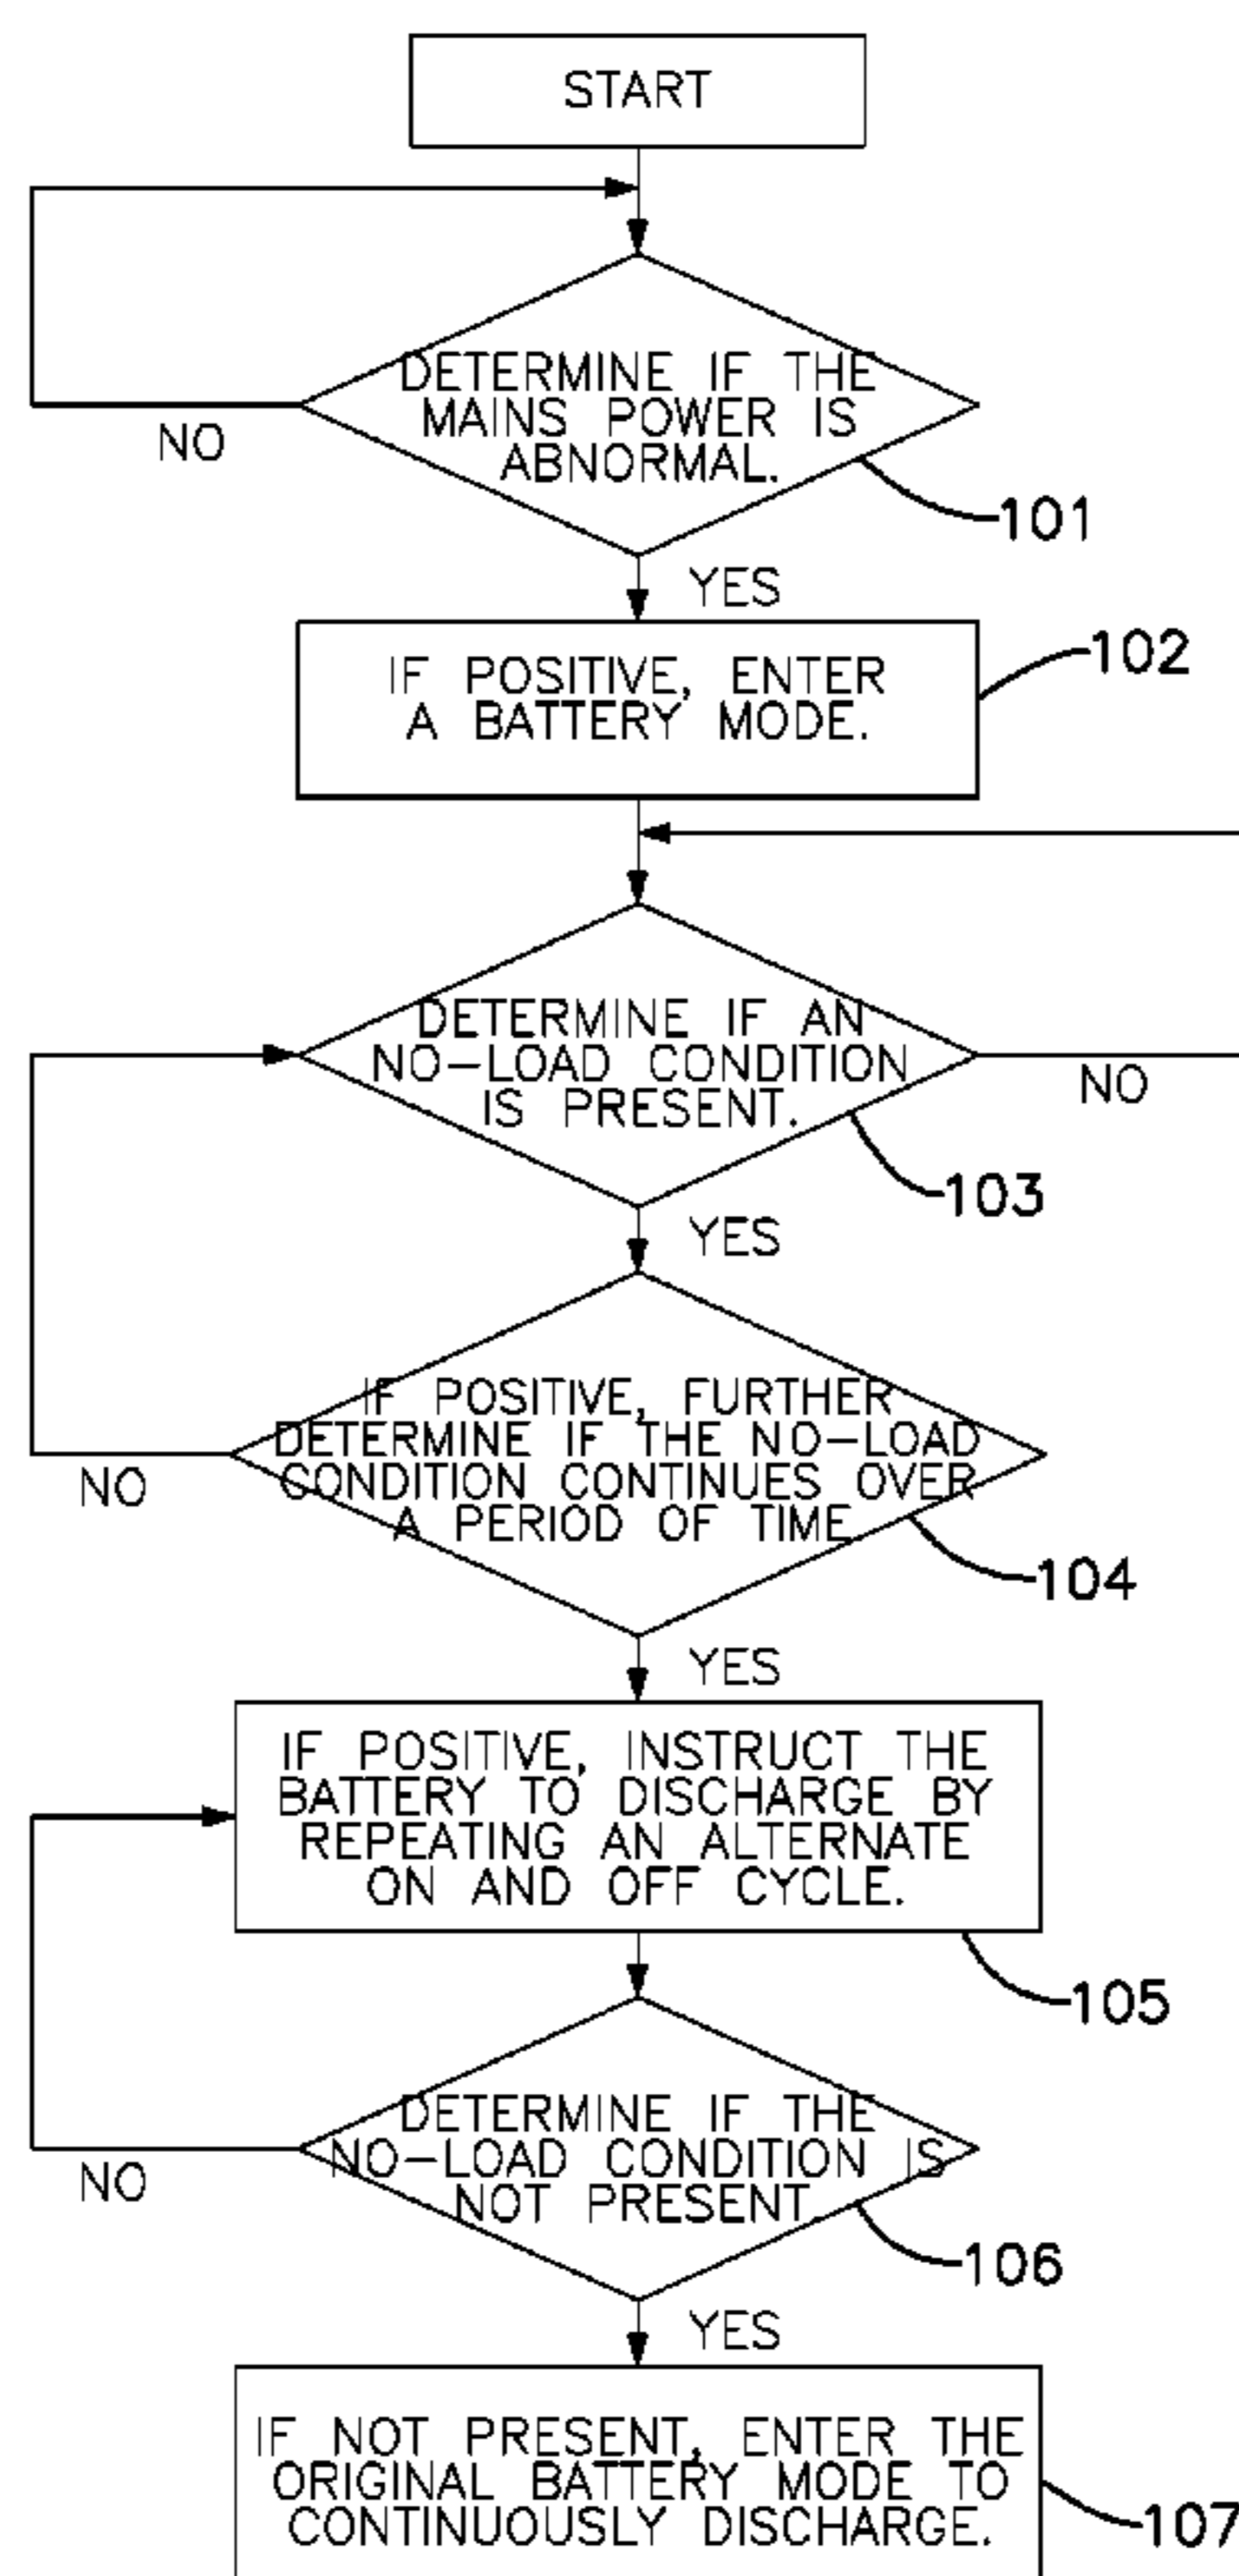 START
DETERMINE IF THE
MAINS POWER IS
ABNORMAL.
NO
101
YES
IF POSITIVE, ENTER
A BATTERY MODE.
102
DETERMINE IF AN
NO-LOAD CONDITION
IS PRESENT.
NO
103
YES
IF POSITIVE, FURTHER
DETERMINE IF THE NO-LOAD
CONDITION CONTINUES OVER
A PERIOD OF TIME
NO
104
YES
IF POSITIVE, INSTRUCT THE
BATTERY TO DISCHARGE BY
REPEATING AN ALTERNATE
ON AND OFF CYCLE.
105
DETERMINE IF THE
NO-LOAD CONDITION IS
NOT PRESENT
NO
106
YES
IF NOT PRESENT, ENTER THE
ORIGINAL BATTERY MODE TO
CONTINUOUSLY DISCHARGE.
107